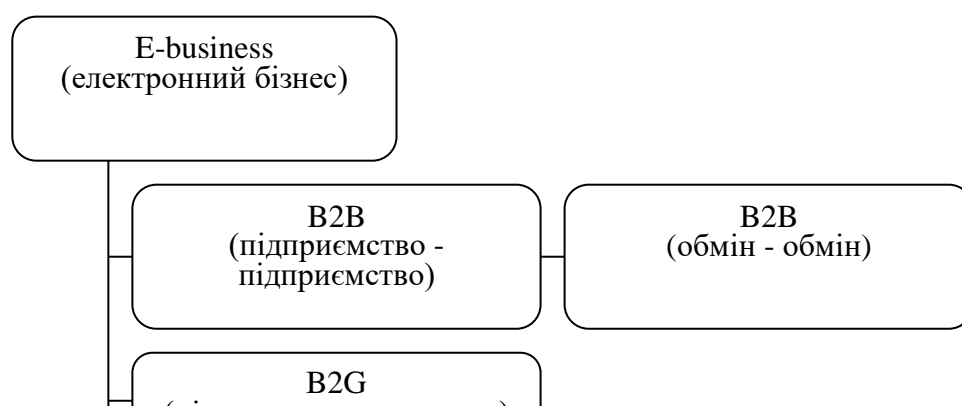 E-business
(електронний бізнес)
B2B
(підприємство -
підприємство)
B2B
(обмін - обмін)
B2G